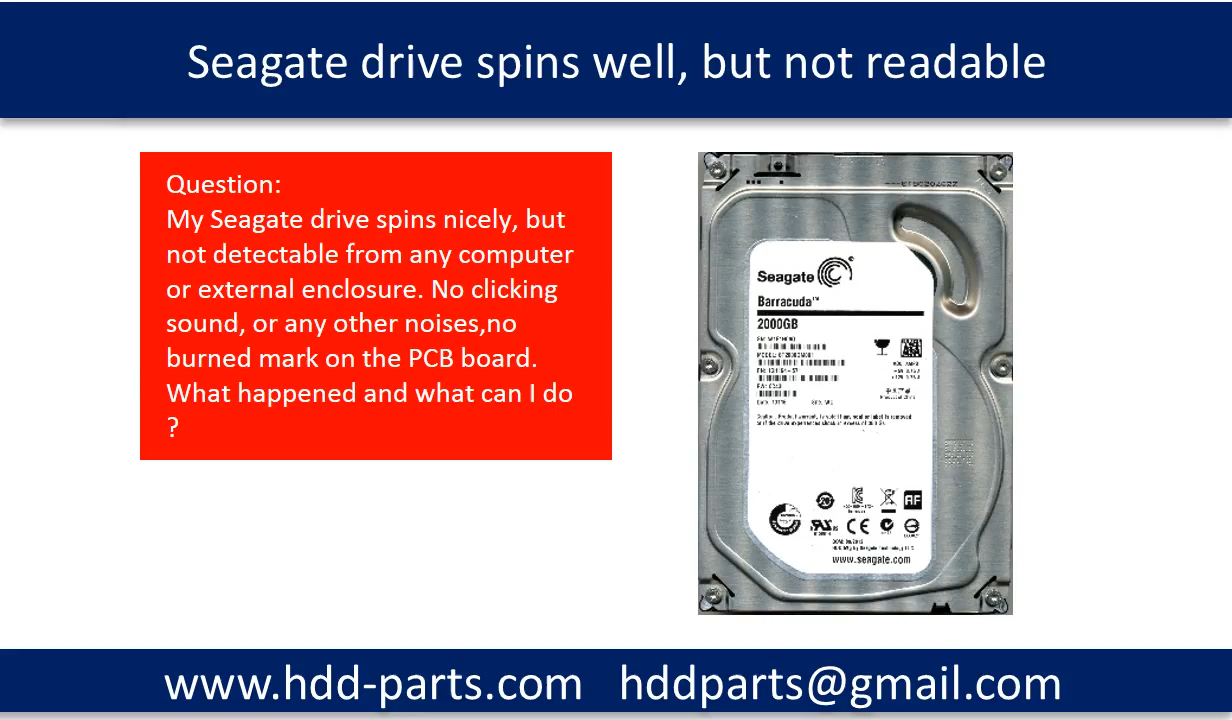 Seagate drive spins well, but not readable
Question:
My Seagate drive spins nicely, but
not detectable from any computer
or external enclosure. No clicking
sound, or any other noises,no
burned mark on the PCB board.
What happened and what can I do
?
Seagate
Barracuda™
2000GB
AF
www.seagate.com
www.hdd-parts.com hddparts@gmail.com